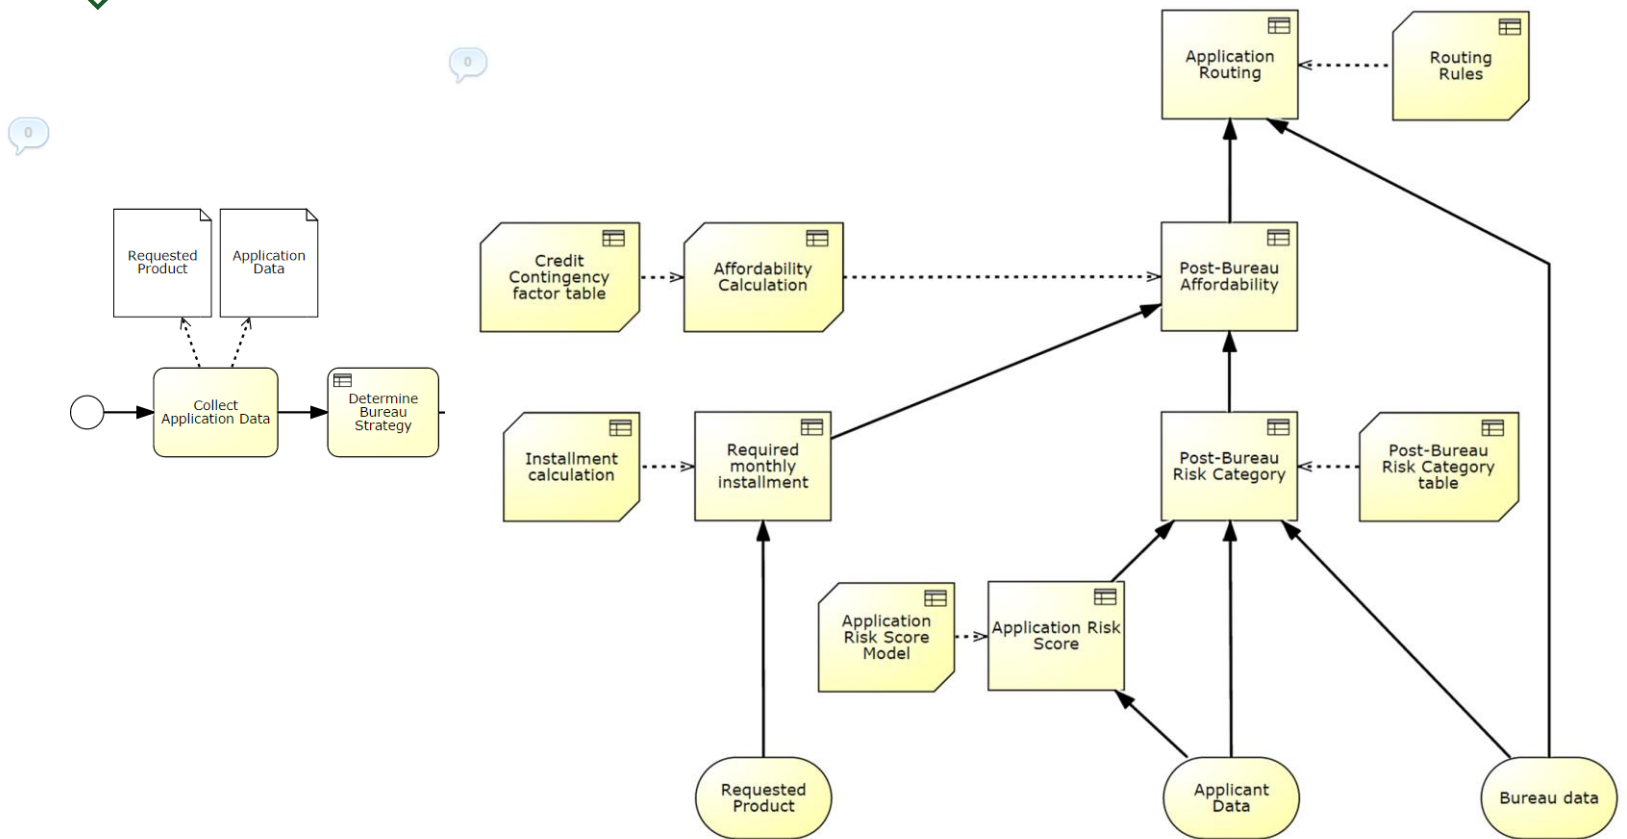 Application
Routing
Routing
Rules
0
0
Requested
Product
Application
Data
Credit
Contingency
factor table
Affordability
Calculation
Post-Bureau
Affordability
Collect
Application Data
Determine
Bureau
Strategy
Installment
calculation
Required
monthly
installment
Post-Bureau
Risk Category
Post-Bureau
Risk Category
table
Application
Risk Score
Model
Application Risk
Score
Requested
Product
Applicant
Data
Bureau data